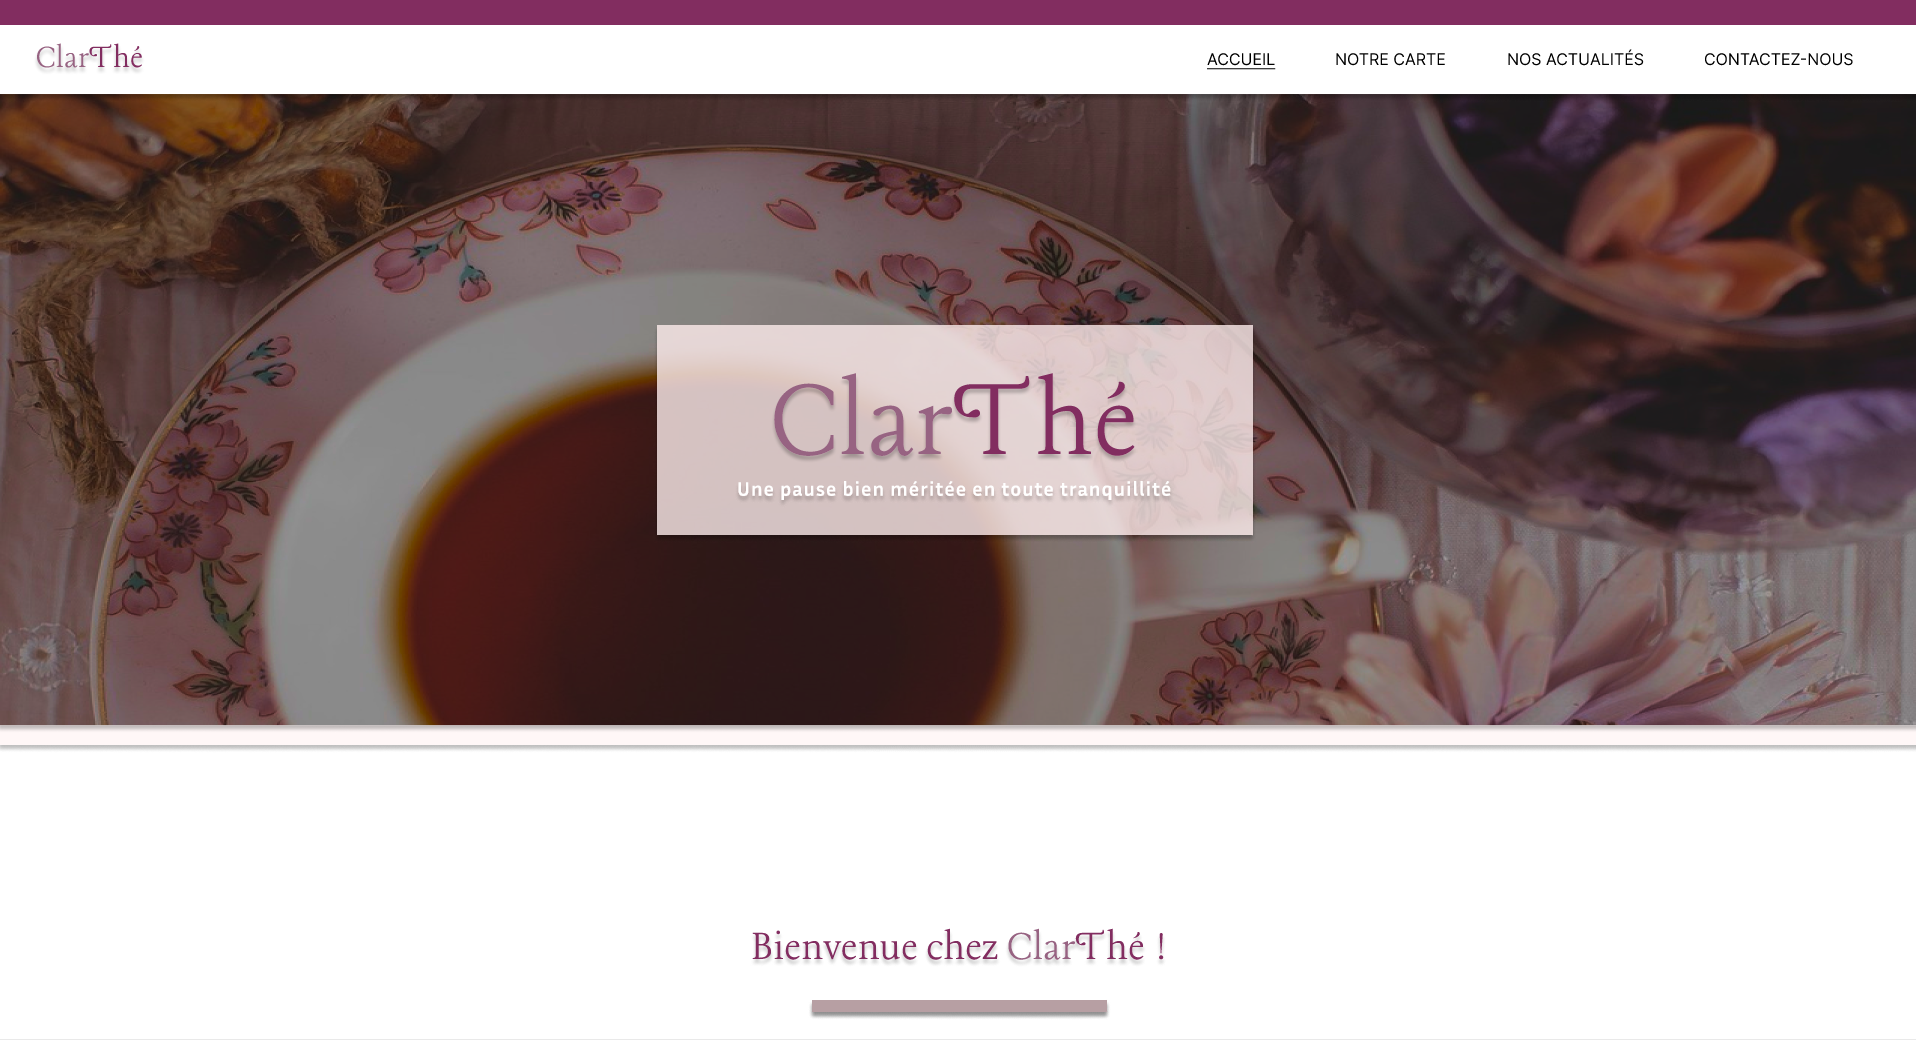 ClarThé
ACCUEIL NOTRE CARTE NOS ACTUALITÉS CONTACTEZ-NOUS
ClarThé
Une pause bien méritée en toute tranquillité
Bienvenue chez ClarThé !